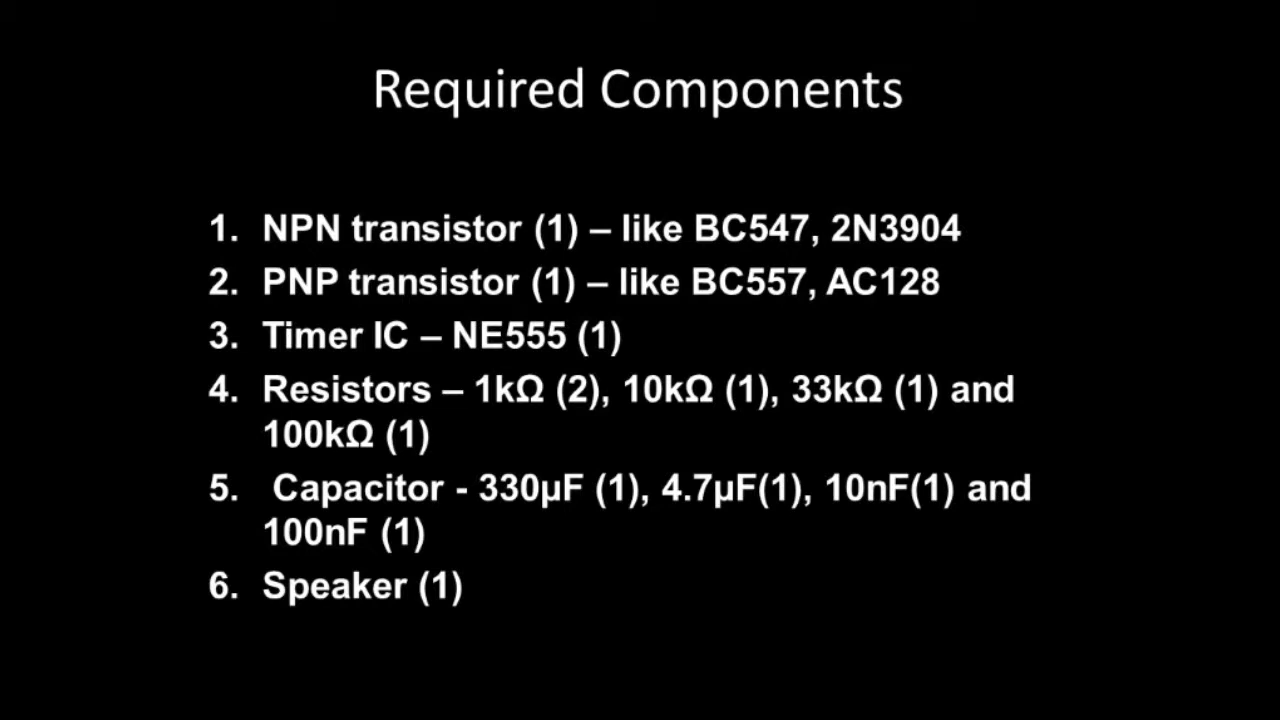 Required Components
1. NPN transistor (1) – like BC547, 2N3904
2. PNP transistor (1) – like BC557, AC128
3. Timer IC – NE555 (1)
4. Resistors – 1kΩ (2), 10kΩ (1), 33kΩ (1) and
100kΩ (1)
5. Capacitor - 330µF (1), 4.7µF(1), 10nF(1) and
100nF (1)
6. Speaker (1)